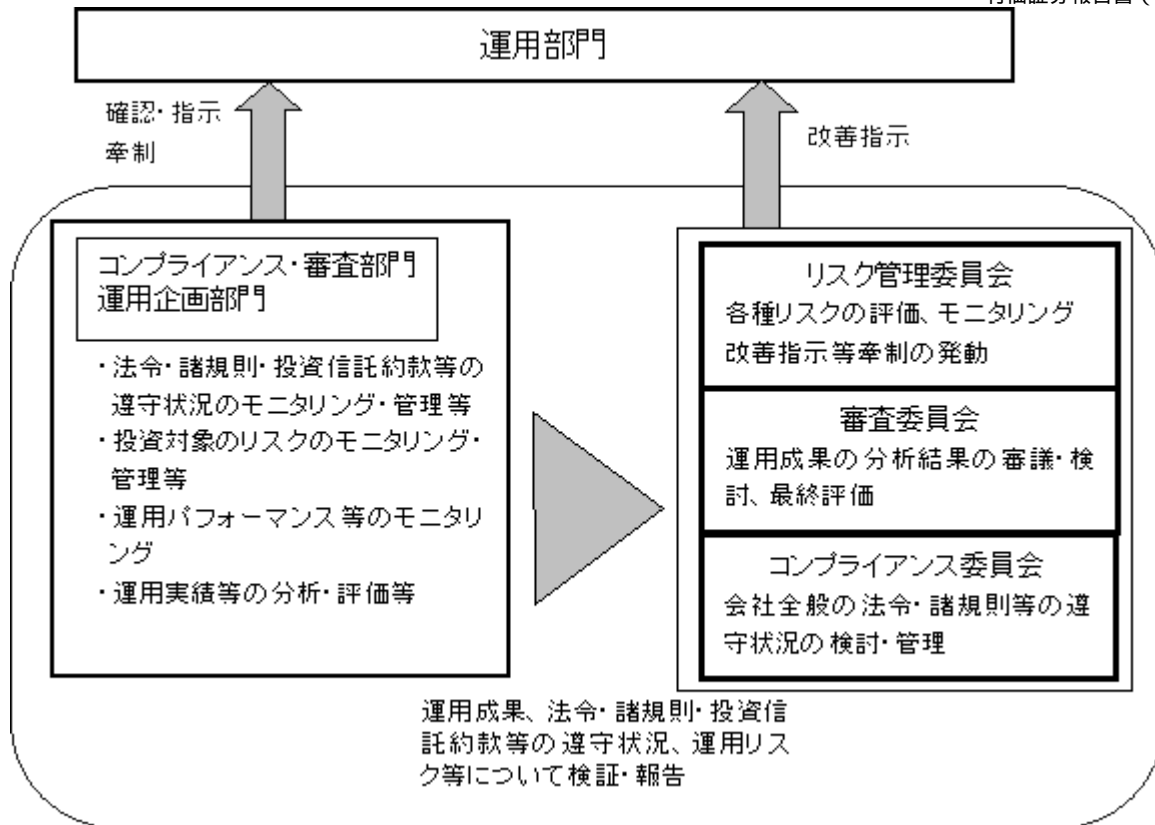 運用部門
確認・指示
牽制
改善指示
コンプライアンス・審査部門
運用企画部門
・法令・諸規則・投資信託約款等の
遵守状況のモニタリング・管理等
・投資対象のリスクのモニタリング・
管理等
・運用パフォーマンス等のモニタリ
ング
・運用実績等の分析・評価等
リスク管理委員会
各種リスクの評価、モニタリング
改善指示等牽制の発動
審査委員会
運用成果の分析結果の審議・検
討、最終評価
コンプライアンス委員会
会社全般の法令・諸規則等の遵
守状況の検討・管理
運用成果、法令・諸規則・投資信
託約款等の遵守状況、運用リス
ク等について検証・報告